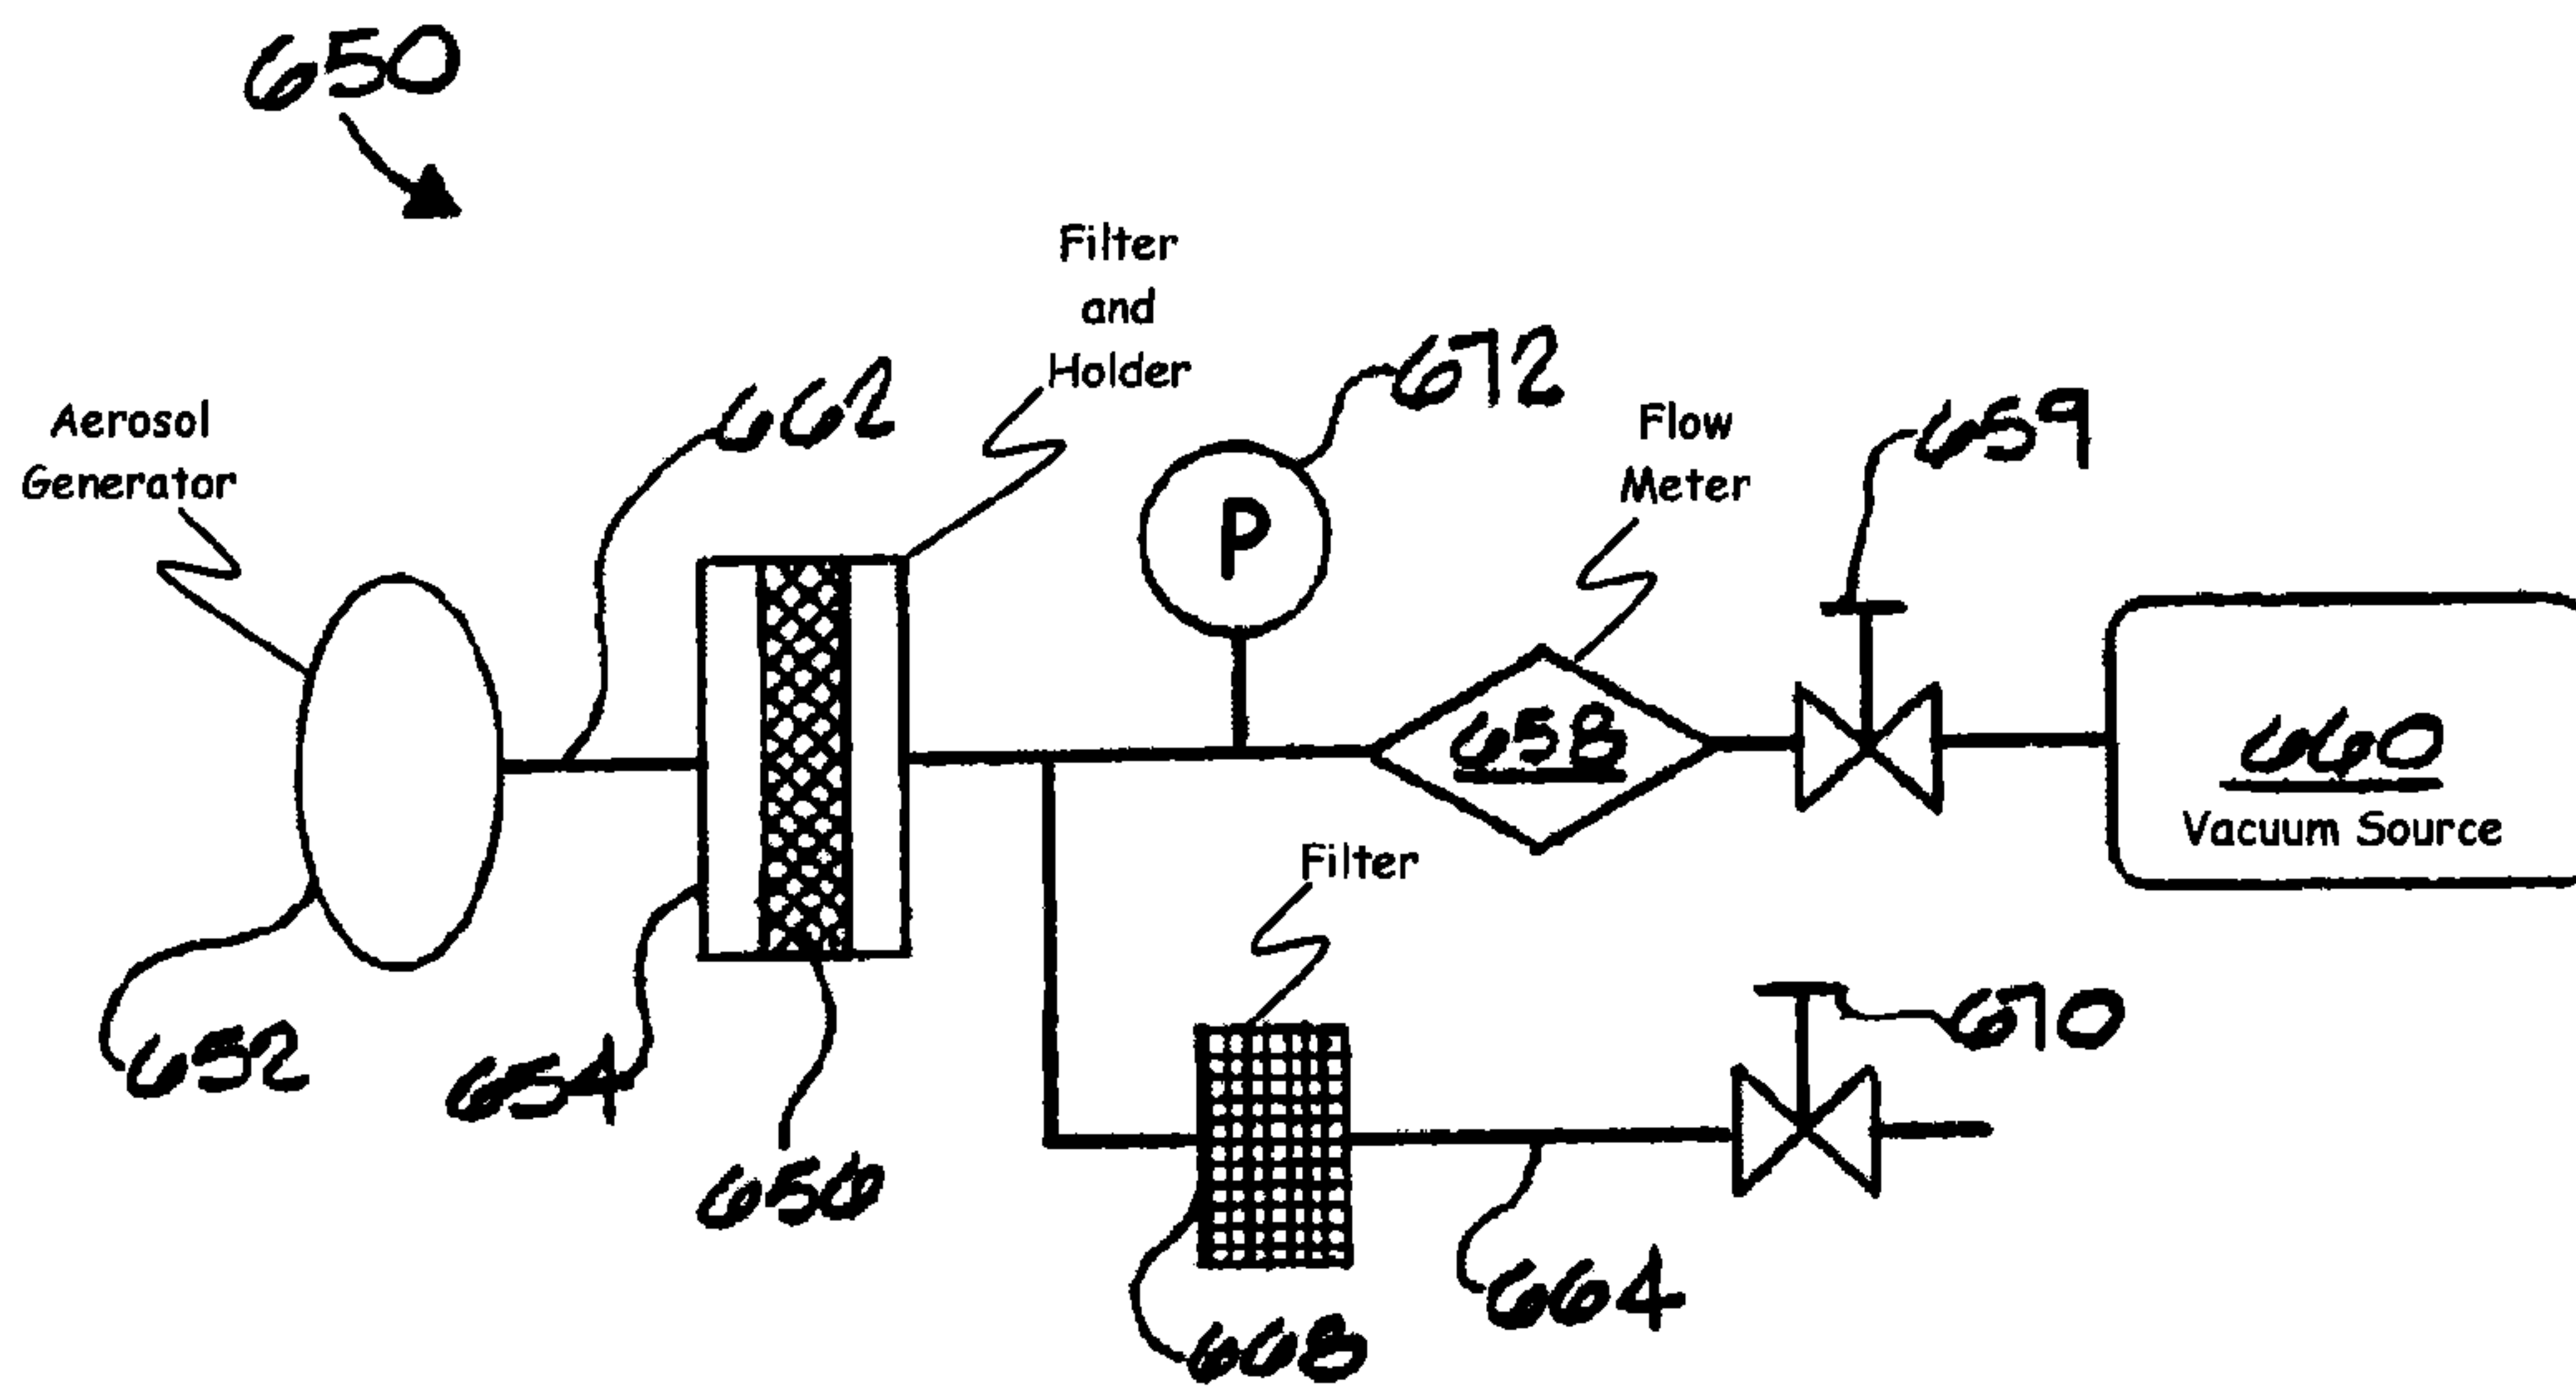 650
Filter
and
Holder
672
662
Aerosol
Generator
Flow
Meter
659
658
660
Vacuum Source
Filter
652
654
656
670
664
668
P